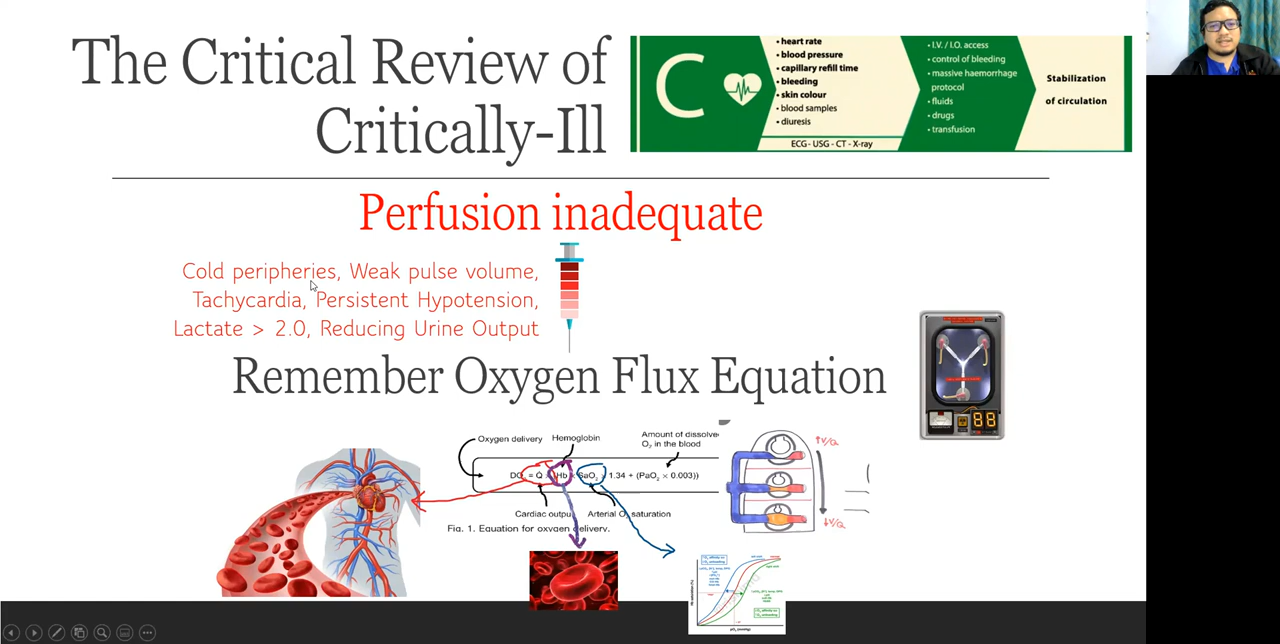 The Critical Review of
Critically-Ill
• heart rate
• blood pressure
• capillary refill time
• bleeding
• skin colour
• blood samples
• diuresis
ECG - USG - CT - X-ray
C
• I.V. / I.O. access
• control of bleeding
• massive haemorrhage
protocol
• fluids
• drugs
• transfusion
Stabilization
of circulation
Perfusion inadequate
Cold peripheries, Weak pulse volume,
Tachycardia, Persistent Hypotension,
Lactate > 2.0, Reducing Urine Output
Remember Oxygen Flux Equation
Oxygen delivery
Hemoglobin
Amount of dissolve
O₂ in the blood
= Q Hb × SaO₂ 1.34 + (PaO₂ × 0.003))
Cardiac output
Arterial O₂ saturation
Fig. 1. Equation for oxygen delivery.
↑V/Q
↓V/Q
88